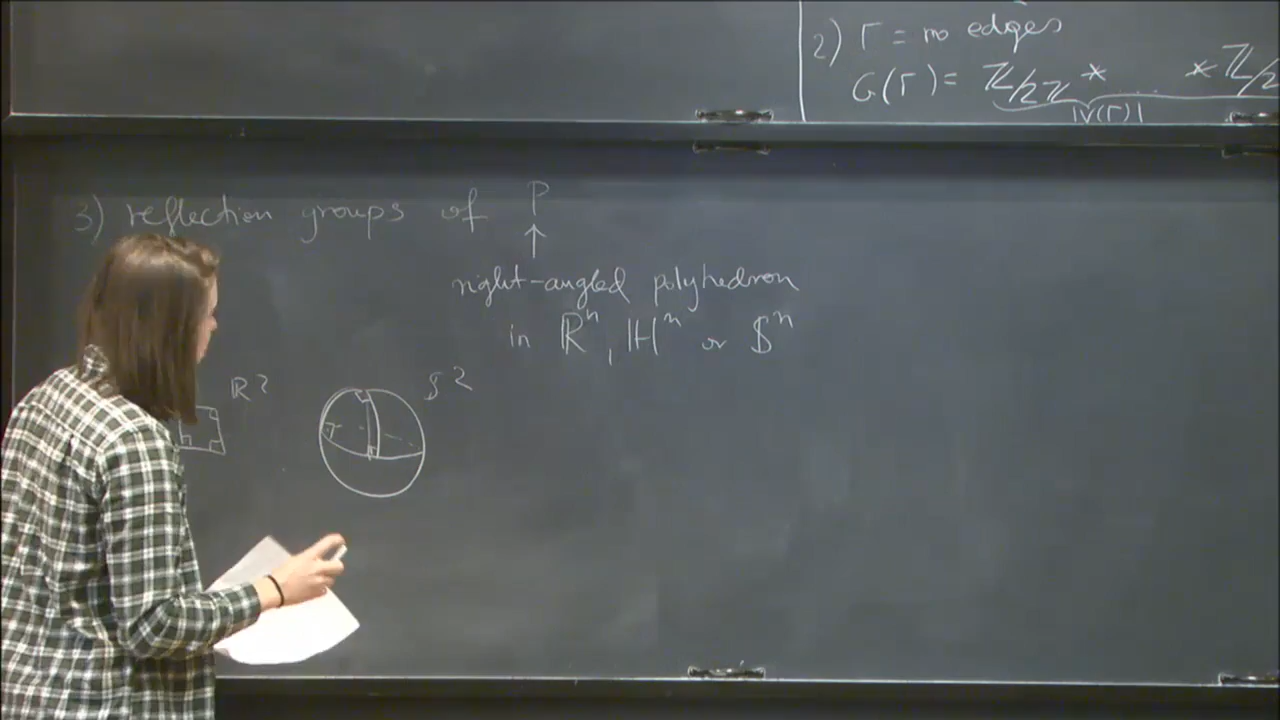 2) Γ = no edges
G(Γ) = ℤ/2ℤ * ... * ℤ/2
|V(Γ)|
3) reflection groups of P
↑
right-angled polyhedron
in ℝⁿ, ℍⁿ or 𝕊ⁿ
ℝ² 𝕊²